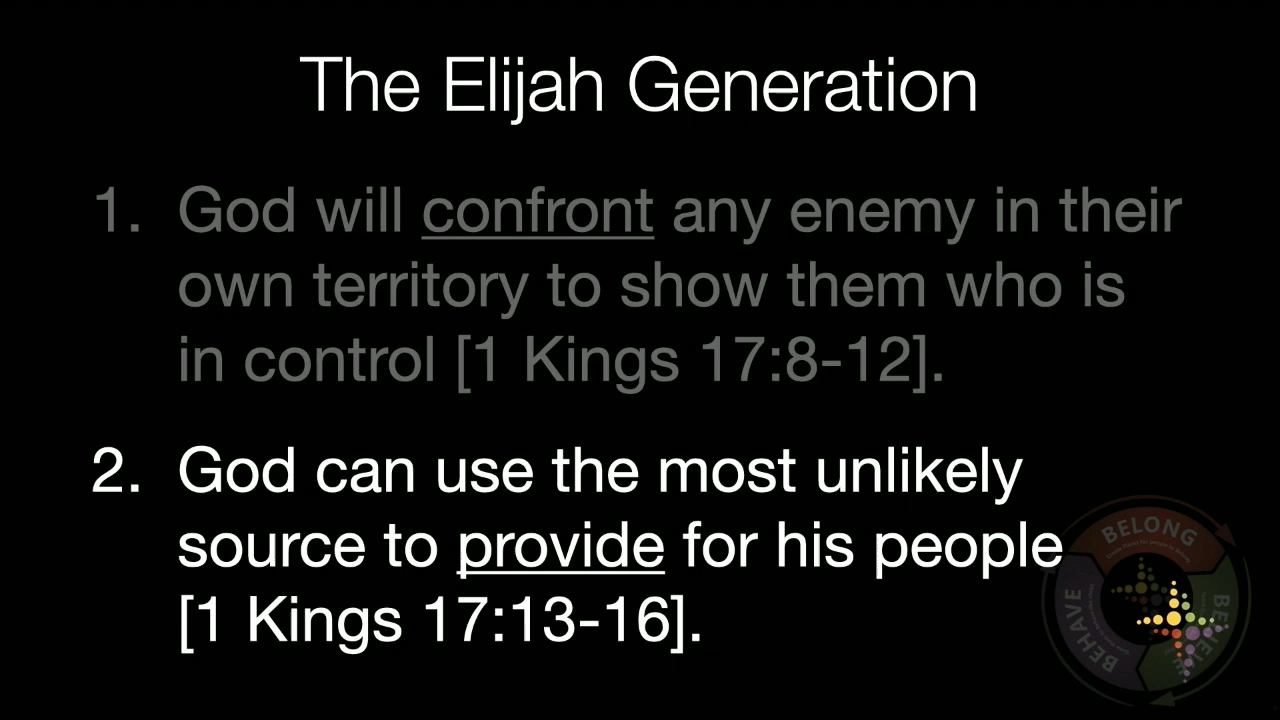 The Elijah Generation
1. God will confront any enemy in their
own territory to show them who is
in control [1 Kings 17:8-12].
2. God can use the most unlikely
source to provide for his people
[1 Kings 17:13-16].
BELONG
BEHAVE